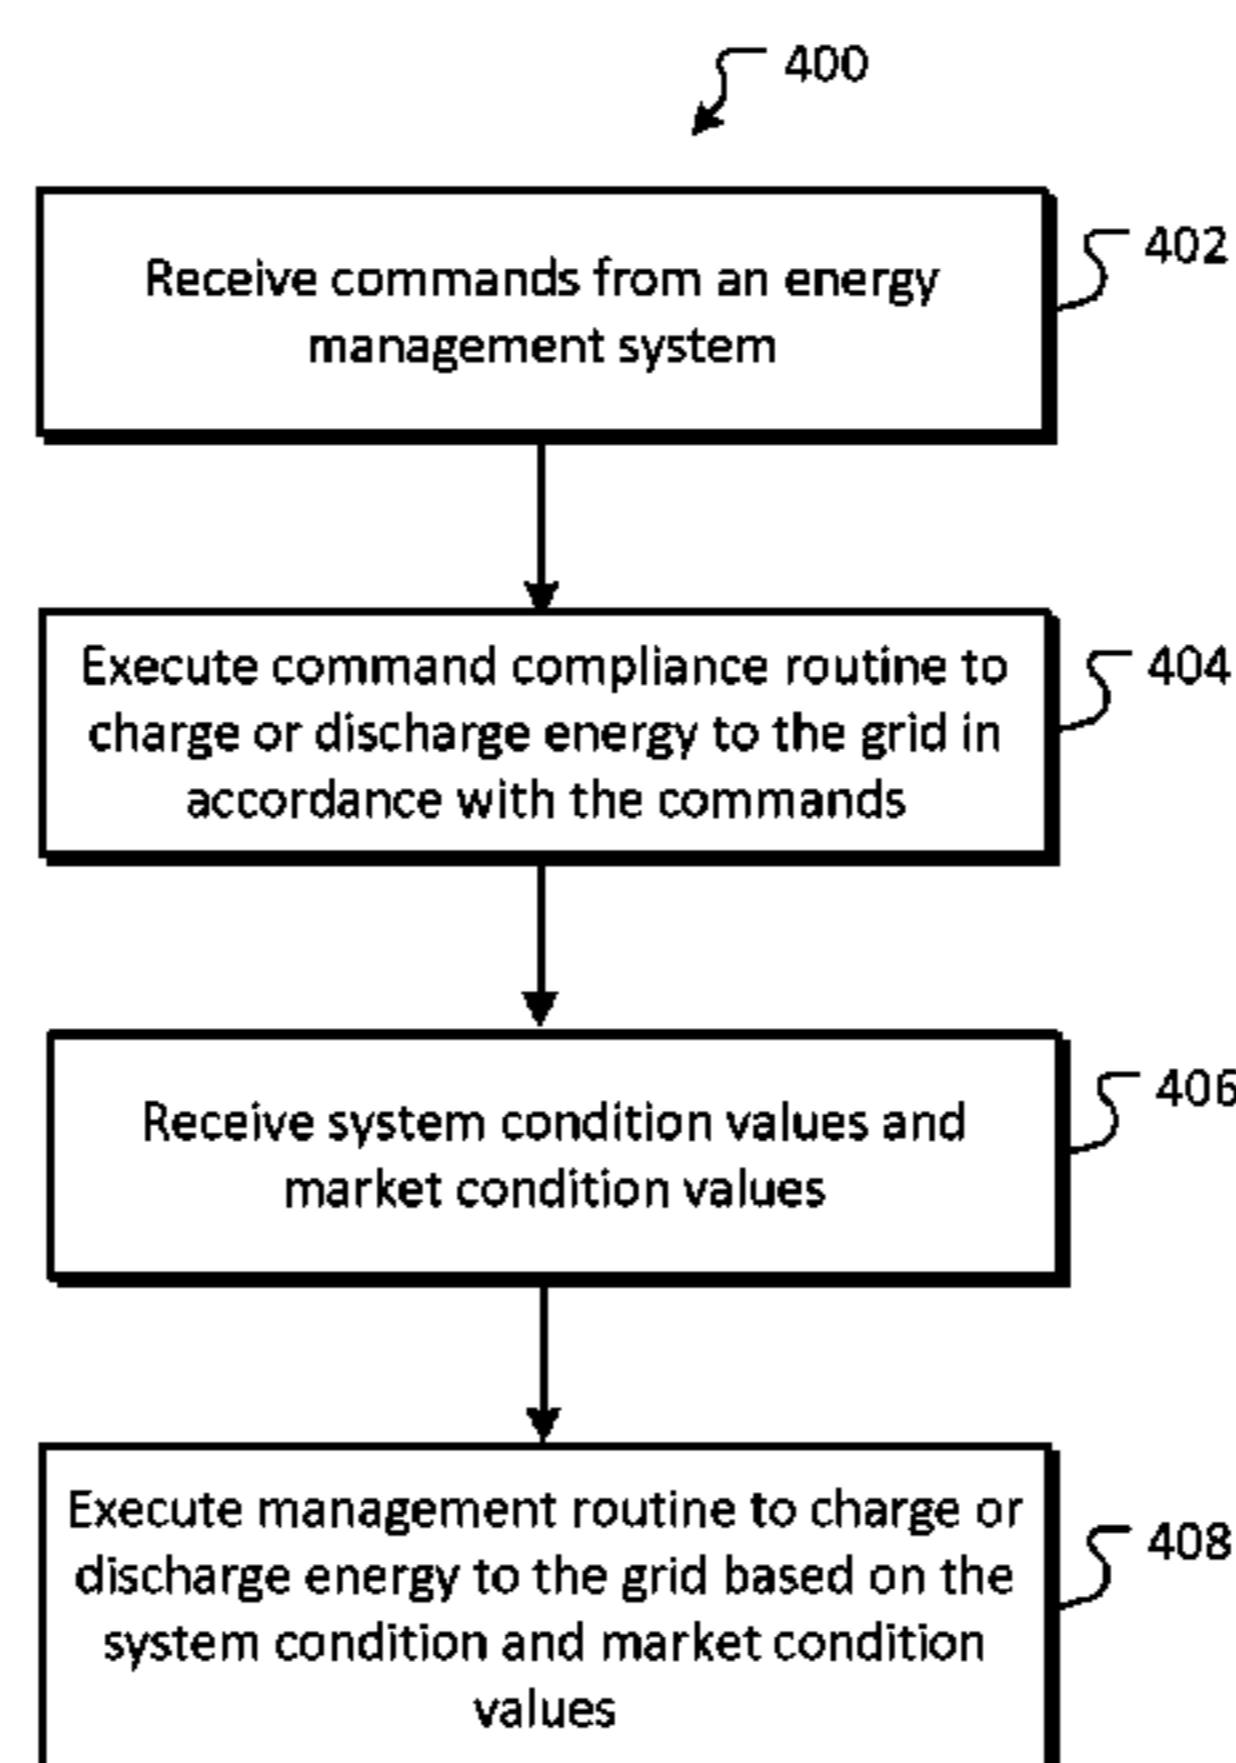 400
Receive commands from an energy
management system
402
Execute command compliance routine to
charge or discharge energy to the grid in
accordance with the commands
404
Receive system condition values and
market condition values
406
Execute management routine to charge or
discharge energy to the grid based on the
system condition and market condition
values
408